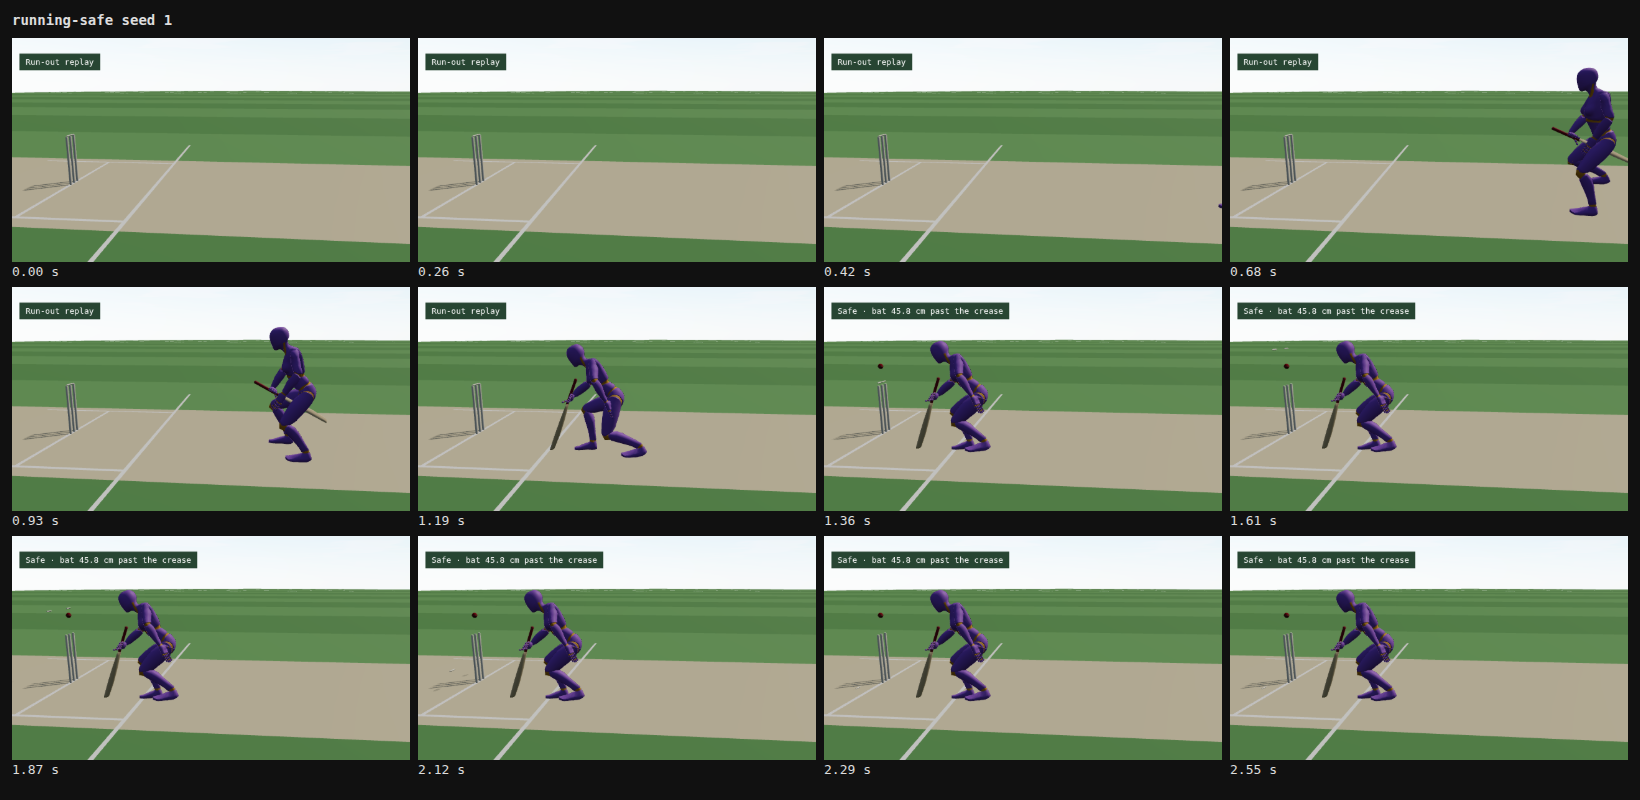 running-safe seed 1
Run-out replay
Run-out replay
Run-out replay
Run-out replay
0.00 s
0.26 s
0.42 s
0.68 s
Run-out replay
Run-out replay
Safe · bat 45.8 cm past the crease
Safe · bat 45.8 cm past the crease
0.93 s
1.19 s
1.36 s
1.61 s
Safe · bat 45.8 cm past the crease
Safe · bat 45.8 cm past the crease
Safe · bat 45.8 cm past the crease
Safe · bat 45.8 cm past the crease
1.87 s
2.12 s
2.29 s
2.55 s